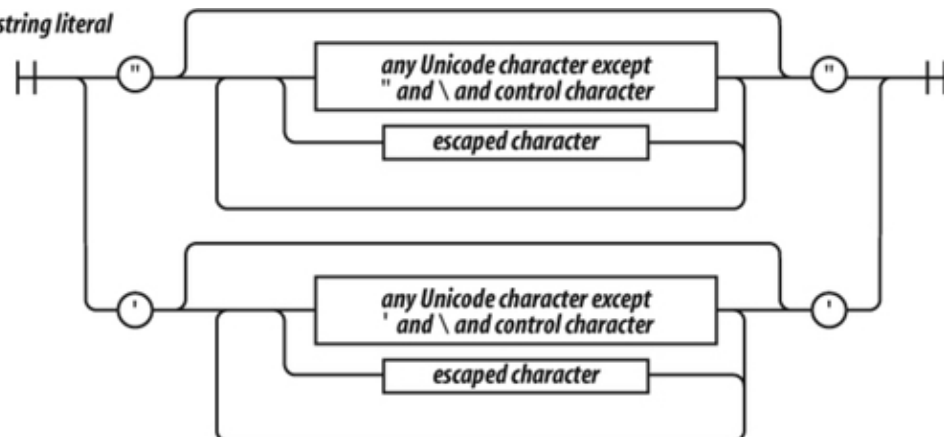 string literal
"
any Unicode character except
" and \ and control character
"
escaped character
'
any Unicode character except
' and \ and control character
'
escaped character